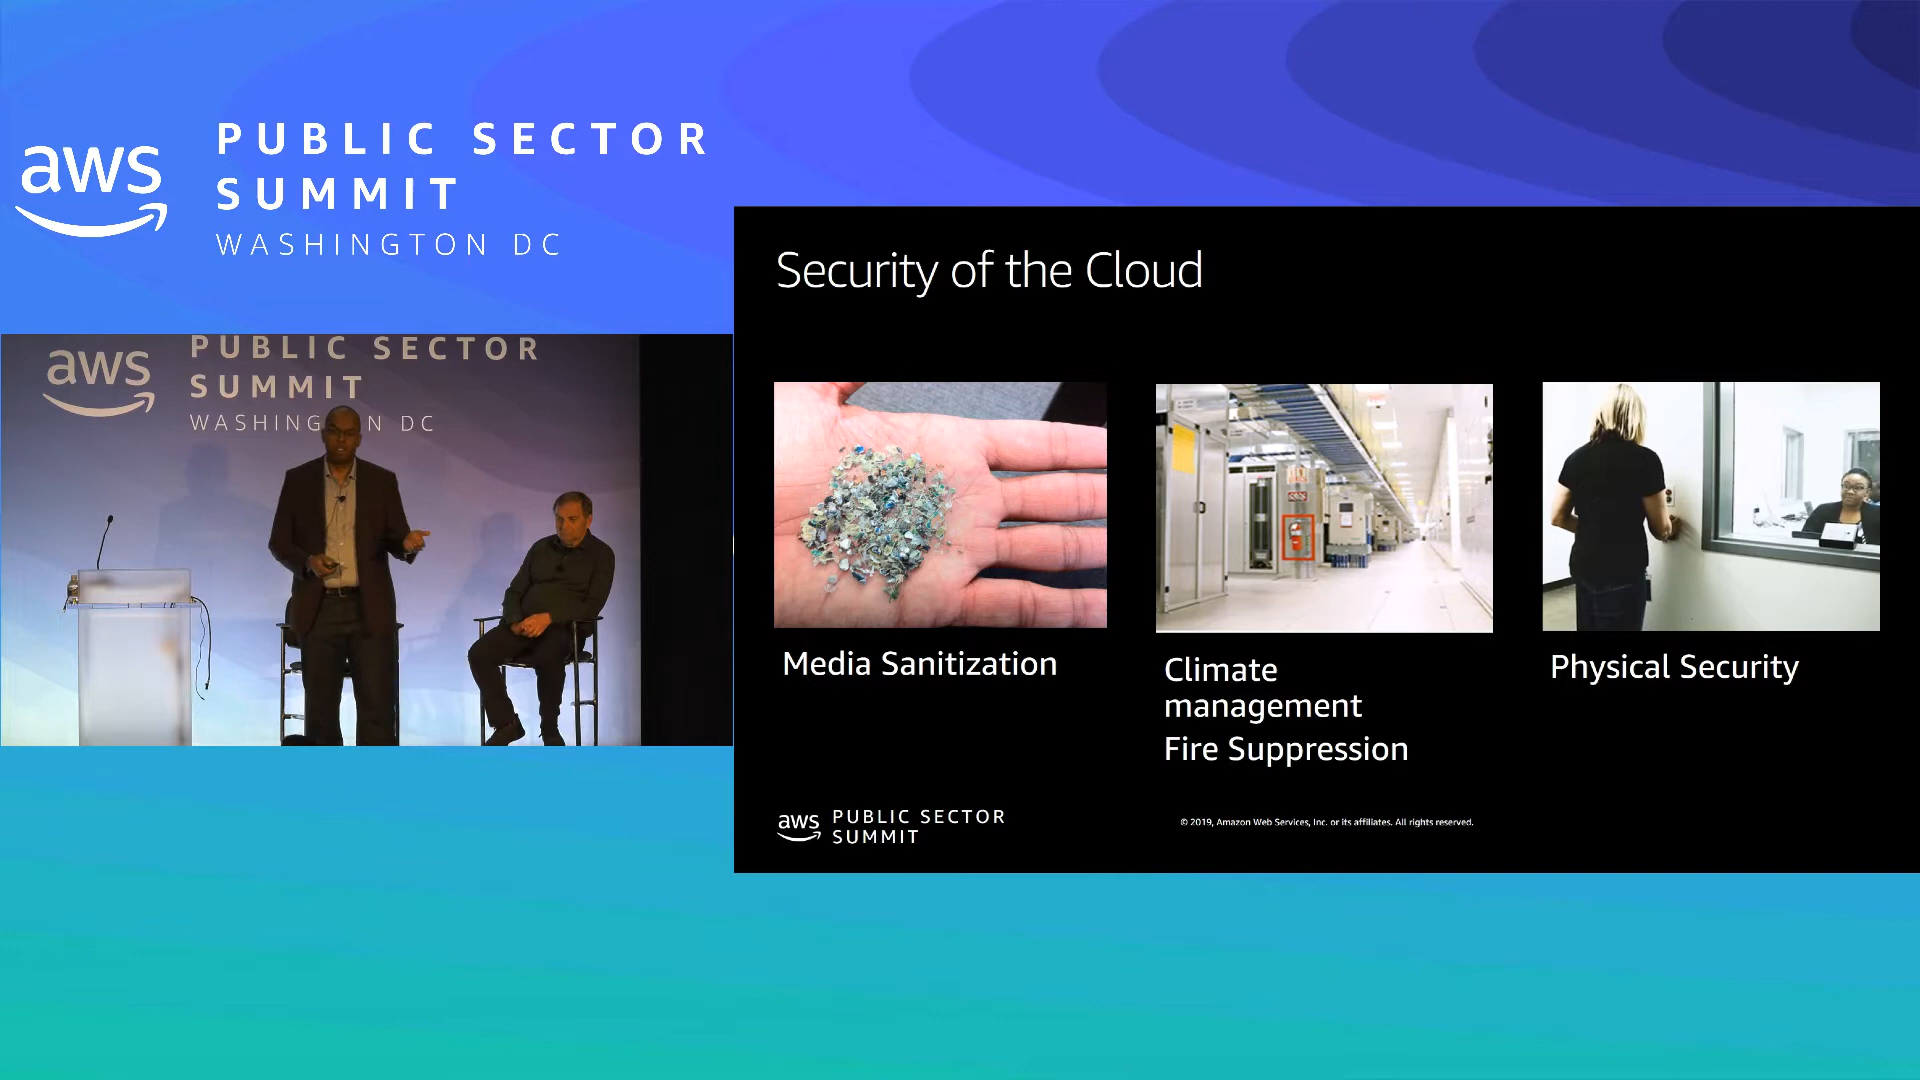 aws
PUBLIC SECTOR
SUMMIT
WASHINGTON DC
aws
PUBLIC SECTOR
SUMMIT
DC
Security of the Cloud
Media Sanitization
Climate
management
Fire Suppression
Physical Security
aws
PUBLIC SECTOR
SUMMIT
© 2019, Amazon Web Services, Inc. or its affiliates. All rights reserved.